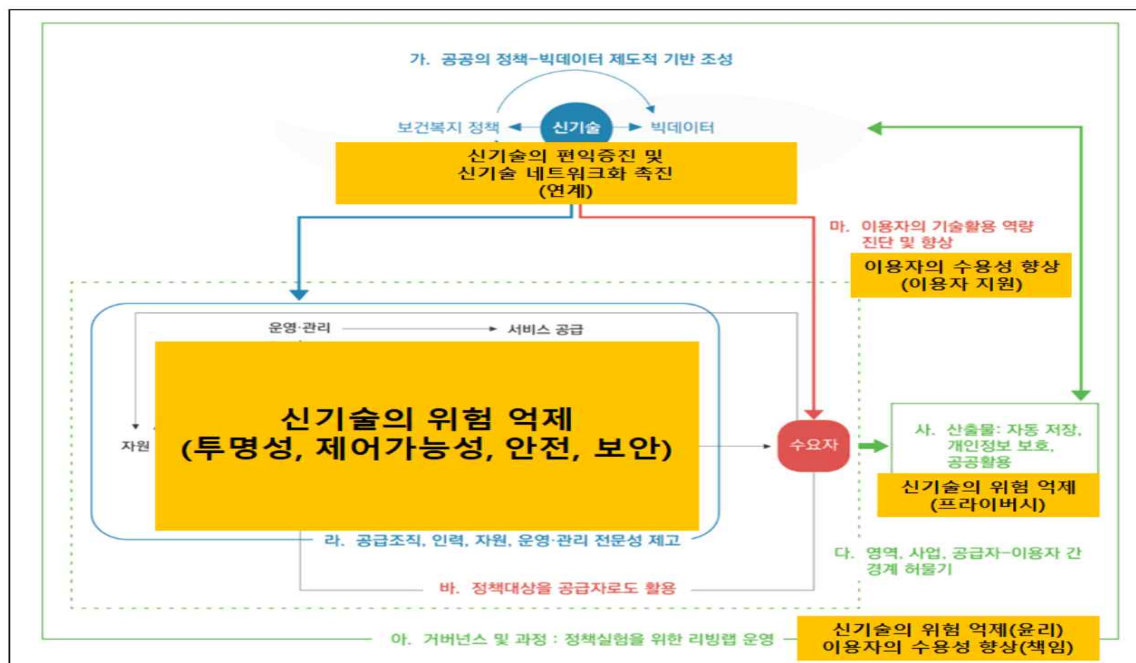 가. 공공의 정책-빅데이터 제도적 기반 조성
보건복지 정책
신기술
빅데이터
신기술의 편익증진 및
신기술 네트워크화 촉진
(연계)
마. 이용자의 기술활용 역량
진단 및 향상
이용자의 수용성 향상
(이용자 지원)
운영·관리
서비스 공급
신기술의 위험 억제
(투명성, 제어가능성, 안전, 보안)
자원
수요자
사. 산출물: 자동 저장,
개인정보 보호,
공공활용
신기술의 위험 억제
(프라이버시)
라. 공급조직, 인력, 자원, 운영·관리 전문성 제고
다. 영역, 사업, 공급자-이용자 간
경계 허물기
바. 정책대상을 공급자로도 활용
아. 거버넌스 및 과정 : 정책실험을 위한 리빙랩 운영
신기술의 위험 억제(윤리)
이용자의 수용성 향상(책임)